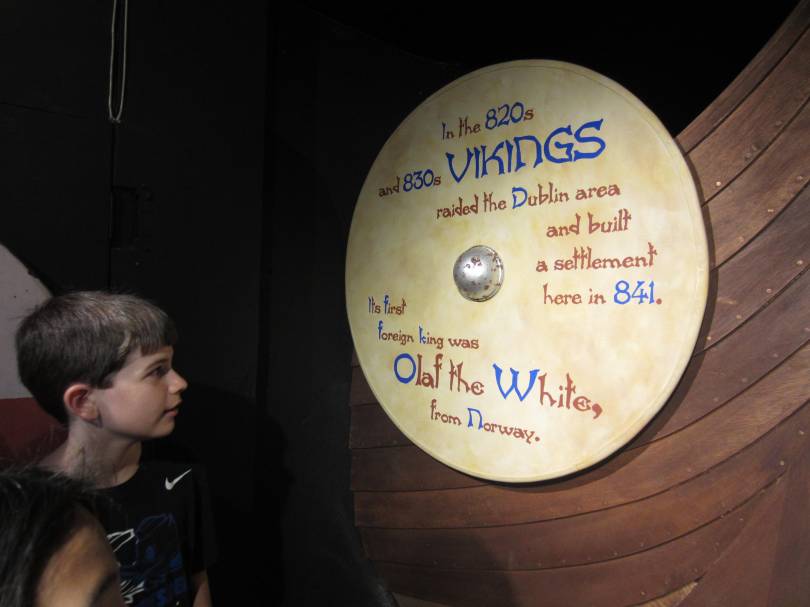 In the 820s
and 830s VIKINGS
raided the Dublin area
and built
a settlement
here in 841.
Its first
foreign king was
Olaf the White,
from Norway.